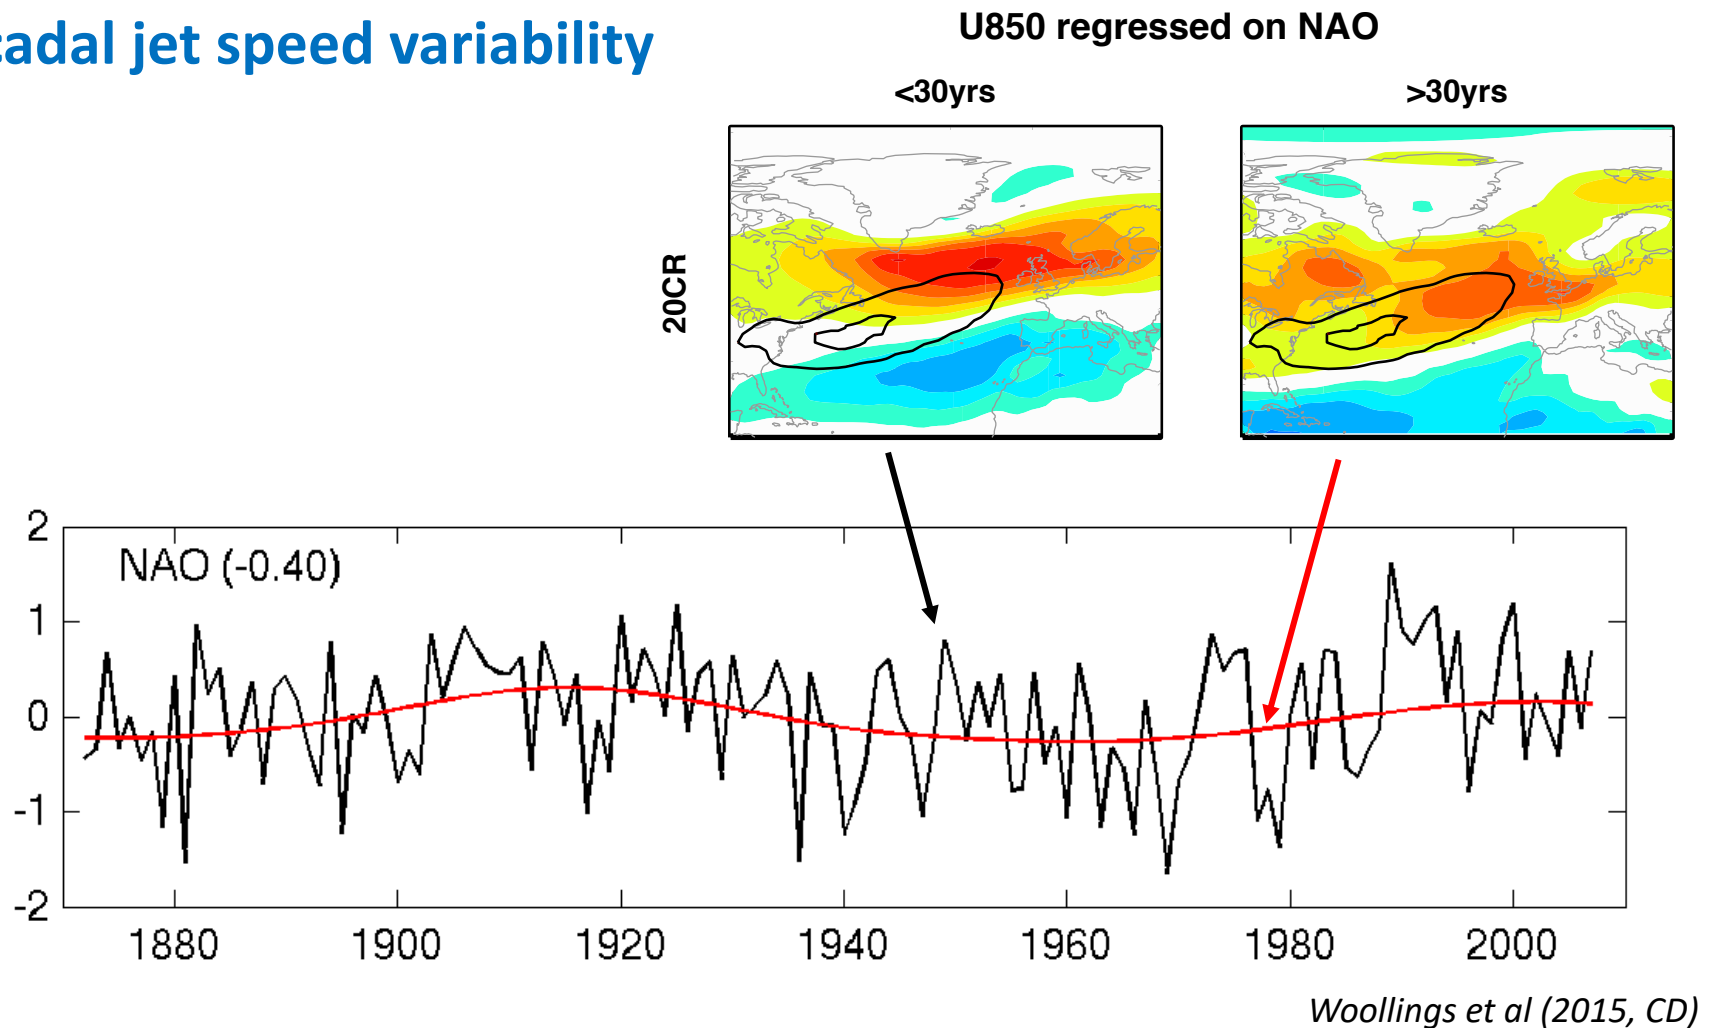 adal jet speed variability
U850 regressed on NAO
<30yrs
>30yrs
20CR
NAO (-0.40)
2
1
0
-1
-2
1880 1900 1920 1940 1960 1980 2000
Woollings et al (2015, CD)